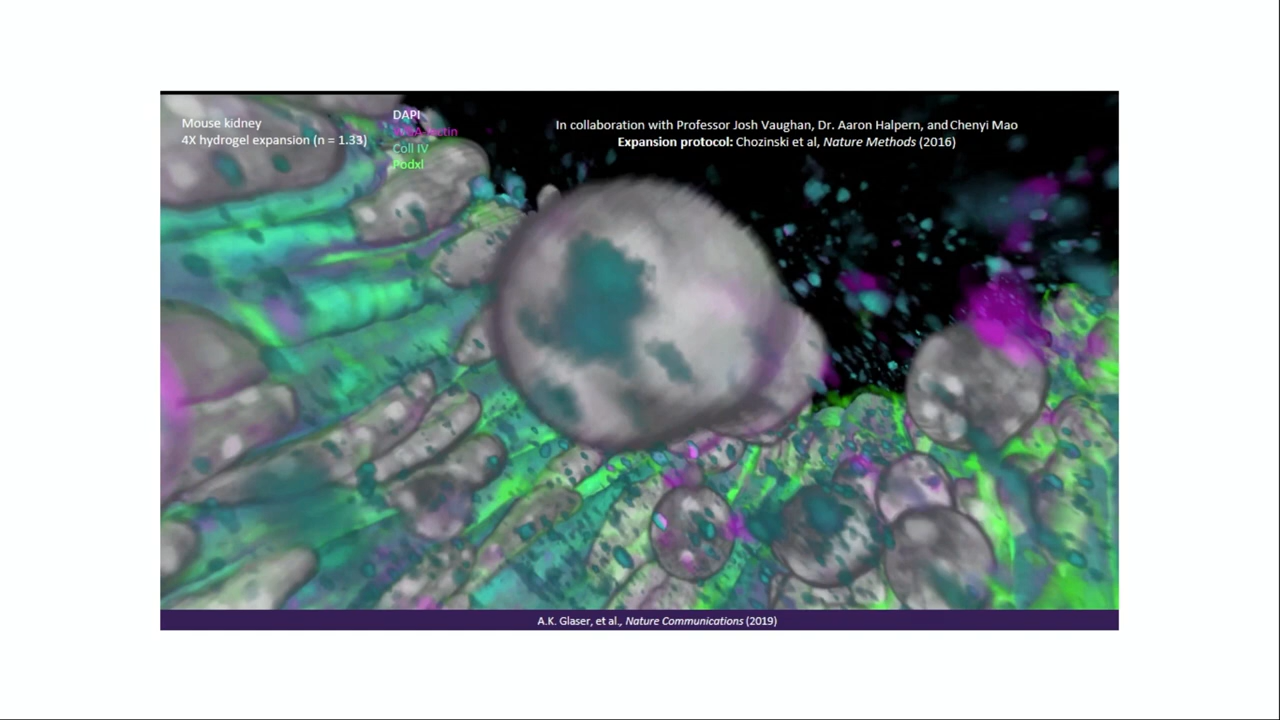 Mouse kidney
4X hydrogel expansion (n = 1.33)
DAPI
Coll IV
Podxl
In collaboration with Professor Josh Vaughan, Dr. Aaron Halpern, and Chenyi Mao
Expansion protocol: Chozinski et al, Nature Methods (2016)
A.K. Glaser, et al., Nature Communications (2019)